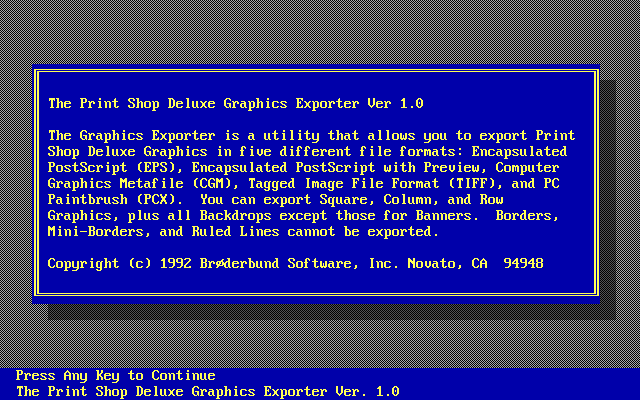 The Print Shop Deluxe Graphics Exporter Ver 1.0
The Graphics Exporter is a utility that allows you to export Print
Shop Deluxe Graphics in five different file formats: Encapsulated
PostScript (EPS), Encapsulated PostScript with Preview, Computer
Graphics Metafile (CGM), Tagged Image File Format (TIFF), and PC
Paintbrush (PCX).  You can export Square, Column, and Row
Graphics, plus all Backdrops except those for Banners.  Borders,
Mini-Borders, and Ruled Lines cannot be exported.
Copyright (c) 1992 Brøderbund Software, Inc. Novato, CA  94948
Press Any Key to Continue
The Print Shop Deluxe Graphics Exporter Ver. 1.0